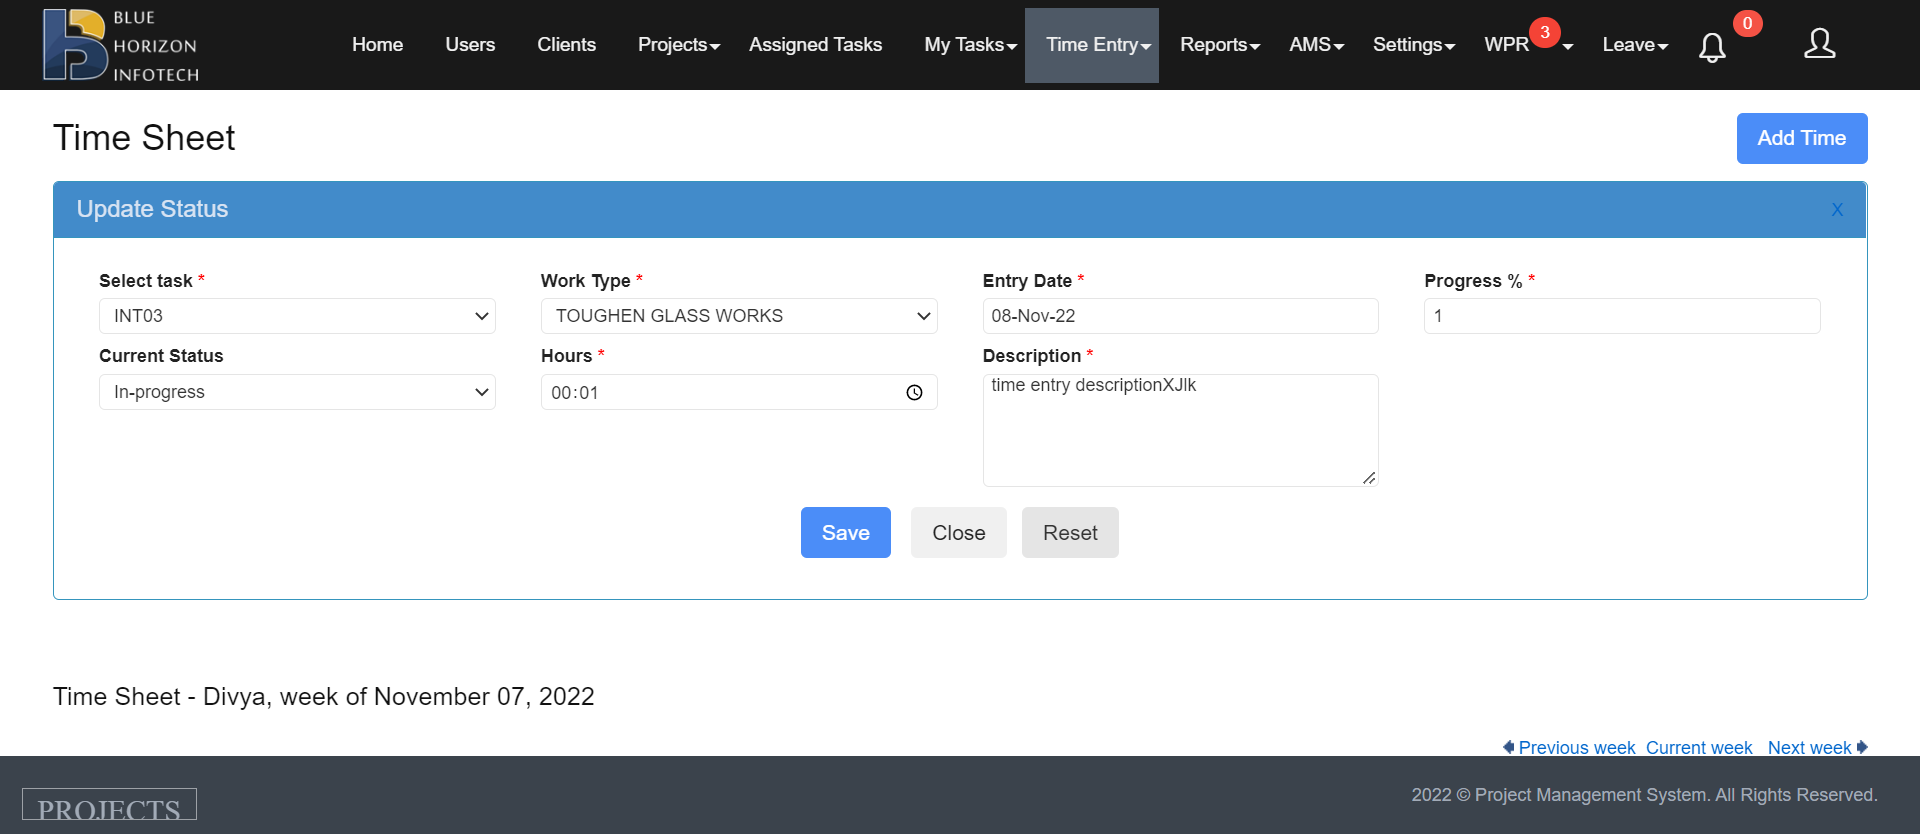 BLUE
HORIZON
INFOTECH
Home Users Clients Projects Assigned Tasks My Tasks Time Entry Reports AMS Settings WPR 3 Leave 0
Time Sheet
Add Time
Update Status
X
Select task * Work Type * Entry Date * Progress % *
INT03 TOUGHEN GLASS WORKS 08-Nov-22 1
Current Status Hours * Description *
In-progress 00:01 time entry descriptionXJlk
Save Close Reset
Time Sheet - Divya, week of November 07, 2022
Previous week Current week Next week
PROJECTS
2022 © Project Management System. All Rights Reserved.